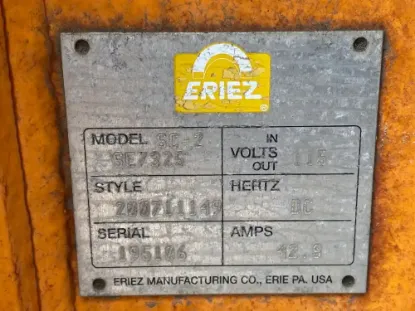 ERIEZ
MODEL SC-2 IN
SE7325 VOLTS 115
OUT
STYLE HERTZ
DC
SERIAL AMPS
195106 12.9
ERIEZ MANUFACTURING CO., ERIE PA. USA